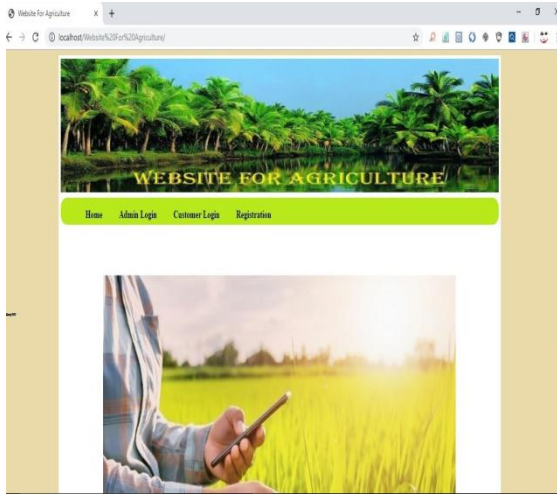 Website For Agriculture
localhost/Website%20For%20Agriculture/
WEBSITE FOR AGRICULTURE
Home Admin Login Customer Login Registration